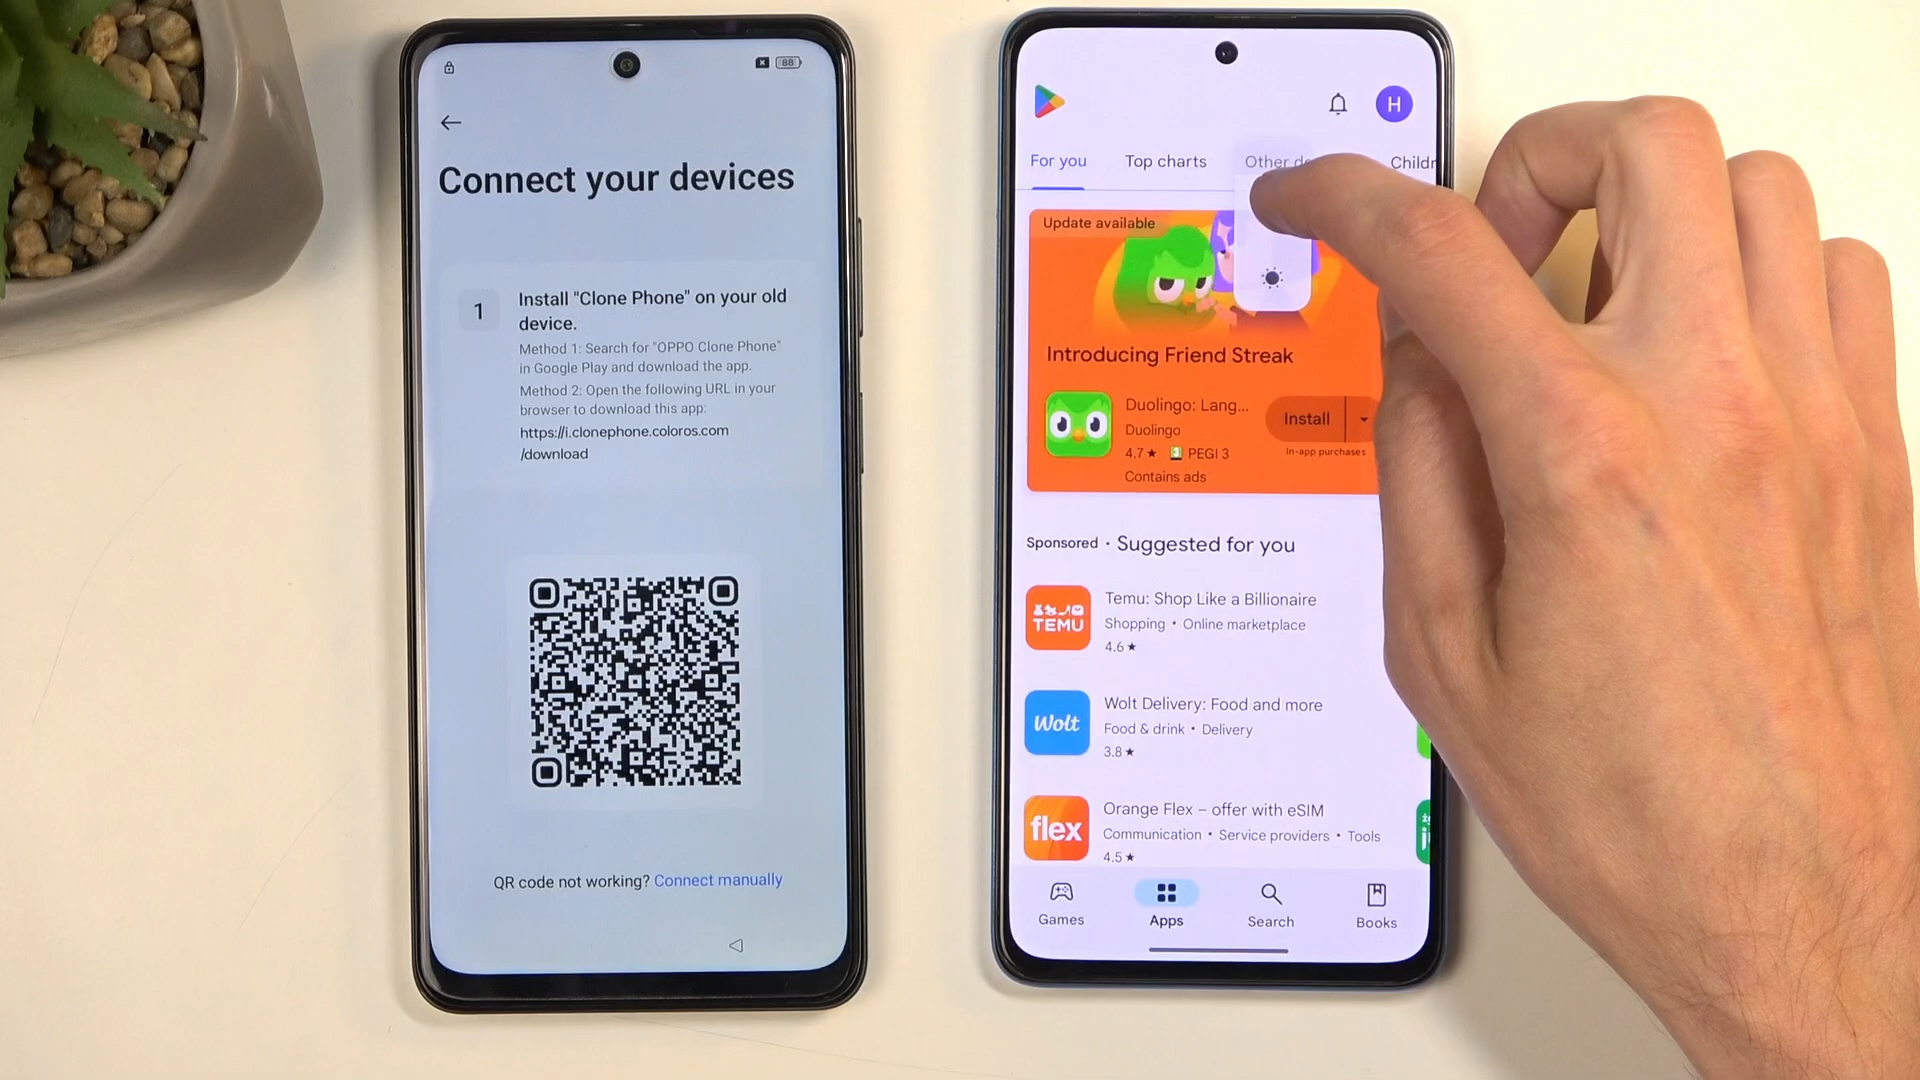 88
Connect your devices
1
Install "Clone Phone" on your old
device.
Method 1: Search for "OPPO Clone Phone"
in Google Play and download the app.
Method 2: Open the following URL in your
browser to download this app:
https://i.clonephone.coloros.com
/download
QR code not working? Connect manually
H
For you
Top charts
Other
Childr
Update available
Introducing Friend Streak
Duolingo: Lang...
Duolingo
4.7★ 3 PEGI 3
Contains ads
Install
In-app purchases
Sponsored • Suggested for you
TEMU
Temu: Shop Like a Billionaire
Shopping • Online marketplace
4.6★
Wolt
Wolt Delivery: Food and more
Food & drink • Delivery
3.8★
flex
Orange Flex – offer with eSIM
Communication • Service providers • Tools
4.5★
Games
Apps
Search
Books